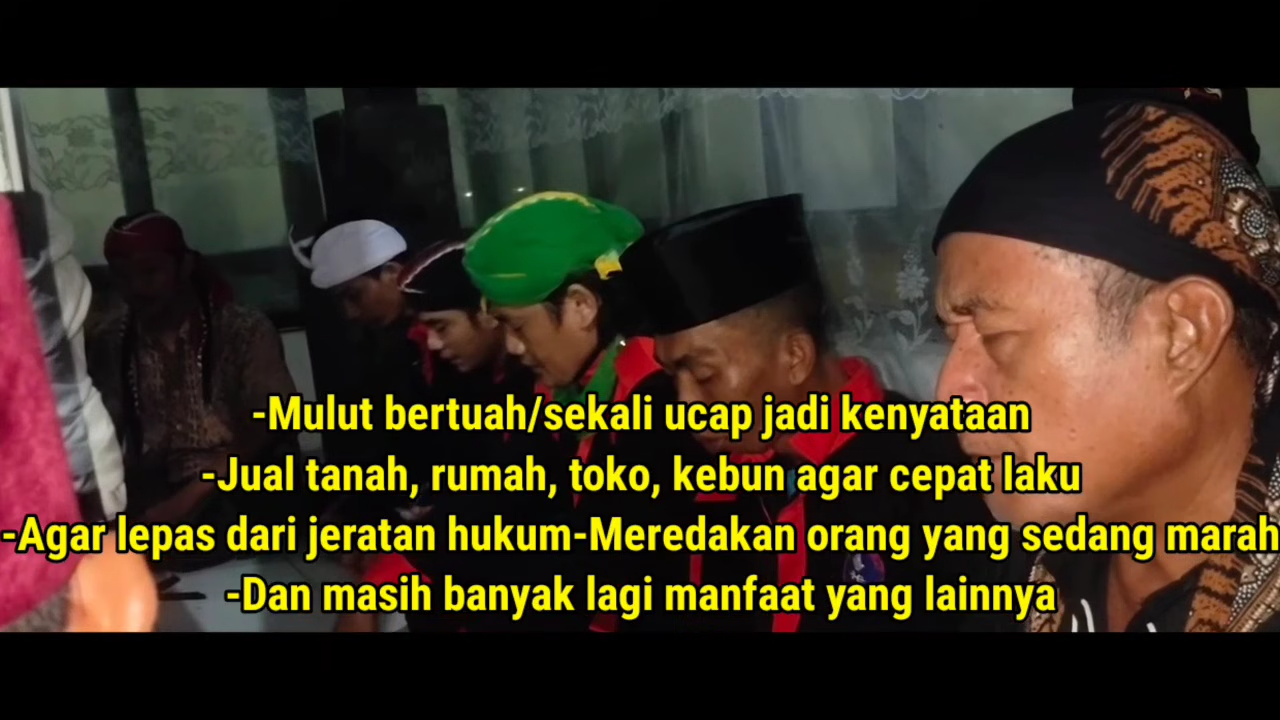 -Mulut bertuah/sekali ucap jadi kenyataan
-Jual tanah, rumah, toko, kebun agar cepat laku
-Agar lepas dari jeratan hukum-Meredakan orang yang sedang marah
-Dan masih banyak lagi manfaat yang lainnya